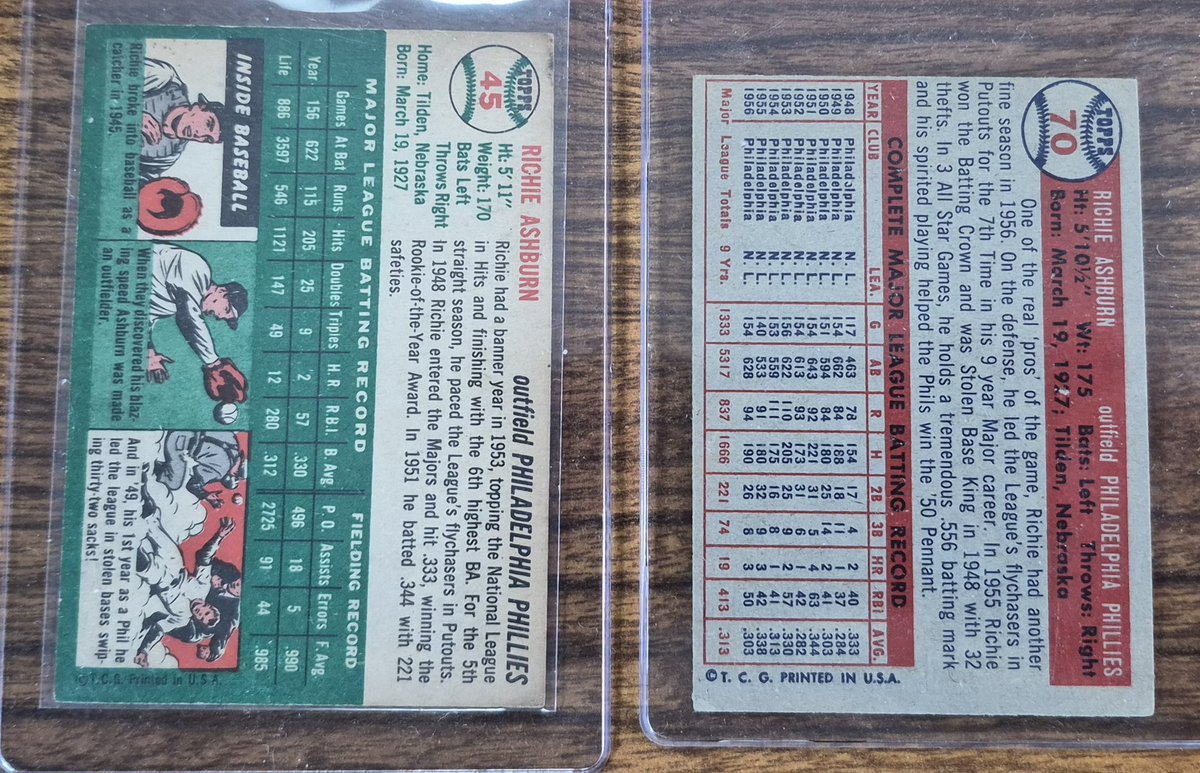 TOPPS
45
RICHIE ASHBURN
outfield PHILADELPHIA PHILLIES
Ht: 5'11"
Weight: 170
Bats Left
Throws Right
Home: Tilden, Nebraska
Born: March 19, 1927
Richie had a banner year in 1953, topping the National League
in Hits and finishing with the 6th highest BA. For the 5th
straight season, he paced the League's flychasers in Putouts.
In 1948 Richie entered the Majors and hit .333, winning the
Rookie-of-the-Year Award. In 1951 he batted .344 with 221
safeties.
MAJOR LEAGUE BATTING RECORD FIELDING RECORD
Games At Bat Runs Hits Doubles Triples H R R.B.I. B. Avg. P. O. Assists Errors F. Avg.
Year 156 622 115 205 25 9 2 57 .330 496 18 5 .990
Life 886 3597 546 1121 147 49 12 280 .312 2725 91 44 .985
INSIDE BASEBALL
Richie broke into baseball as a
catcher in 1945.
When they discovered his blaz-
ing speed Ashburn was made
an outfielder.
And in '49, his 1st year as a Phil he
led the league in stolen bases swip-
ing thirty-two sacks!
© T. C. G. Printed in U.S.A.
TOPPS
70
RICHIE ASHBURN outfield PHILADELPHIA PHILLIES
Ht: 5'10½" Wt: 175 Bats: Left Throws: Right
Born: March 19, 1927; Tilden, Nebraska
One of the real 'pros' of the game, Richie had another
fine season in 1956. On the defense, he led the League's flychasers in
Putouts for the 7th Time in his 9 year Major career. In 1955 Richie
won the Batting Crown and was Stolen Base King in 1948 with 32
thefts. In 3 All Star Games, he holds a tremendous .556 batting mark
and his spirited playing helped the Phils win the '50 Pennant.
COMPLETE MAJOR LEAGUE BATTING RECORD
YEAR CLUB LEA. G AB R H 2B 3B HR RBI AVG.
1948 Philadelphia N. L. 117 463 78 154 17 4 2 40 .333
1949 Philadelphia N. L. 154 662 84 188 18 11 1 37 .284
1950 Philadelphia N. L. 151 594 84 180 25 14 2 41 .303
1951 Philadelphia N. L. 154 643 92 221 31 5 4 63 .344
1952 Philadelphia N. L. 154 613 93 173 31 6 1 42 .282
1953 Philadelphia N. L. 156 622 110 205 25 9 2 57 .330
1954 Philadelphia N. L. 153 559 111 175 16 8 1 41 .313
1955 Philadelphia N. L. 140 533 91 180 32 9 3 42 .338
1956 Philadelphia N. L. 154 628 94 190 26 8 3 50 .303
Major League Totals, 9 Yrs. 1333 5317 837 1666 221 74 19 413 .313
© T. C. G. PRINTED IN U.S.A.